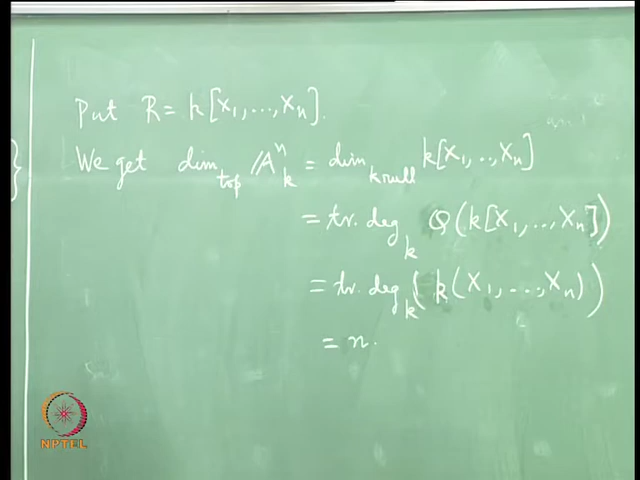 Put R = k[X₁,...,Xₙ].
We get dim_top 𝔸ⁿ_k = dim_Krull k[X₁,..,Xₙ]
= tr.deg_k Q(k[X₁,...,Xₙ])
= tr.deg_k (k(X₁,...,Xₙ))
= n.
NPTEL